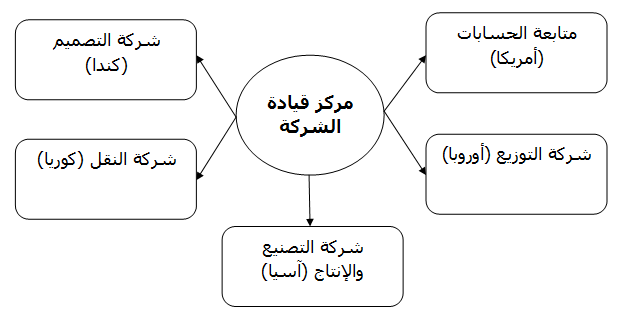 متابعة الحسابات
(أمريكا)
شركة التصميم
(كندا)
مركز قيادة
الشركة
شركة التوزيع (أوروبا)
شركة النقل (كوريا)
شركة التصنيع
والإنتاج (آسيا)